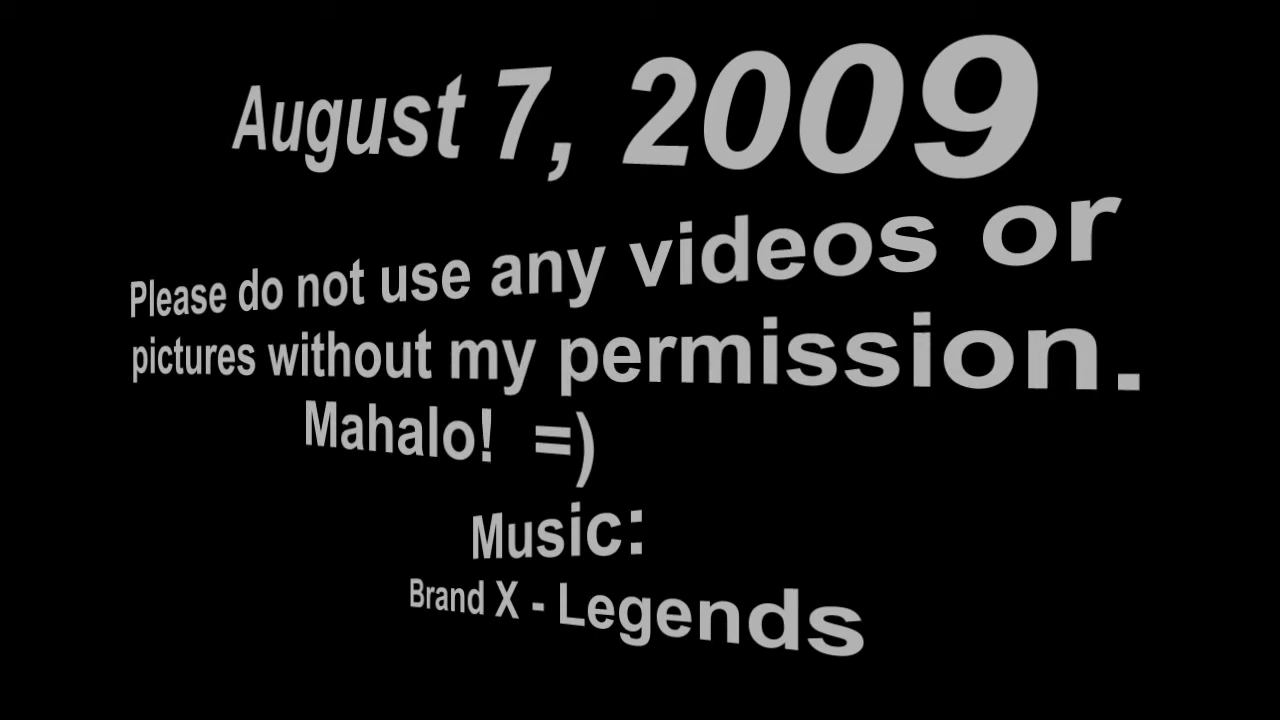 August 7, 2009
Please do not use any videos or
pictures without my permission.
Mahalo! =)
Music:
Brand X - Legends